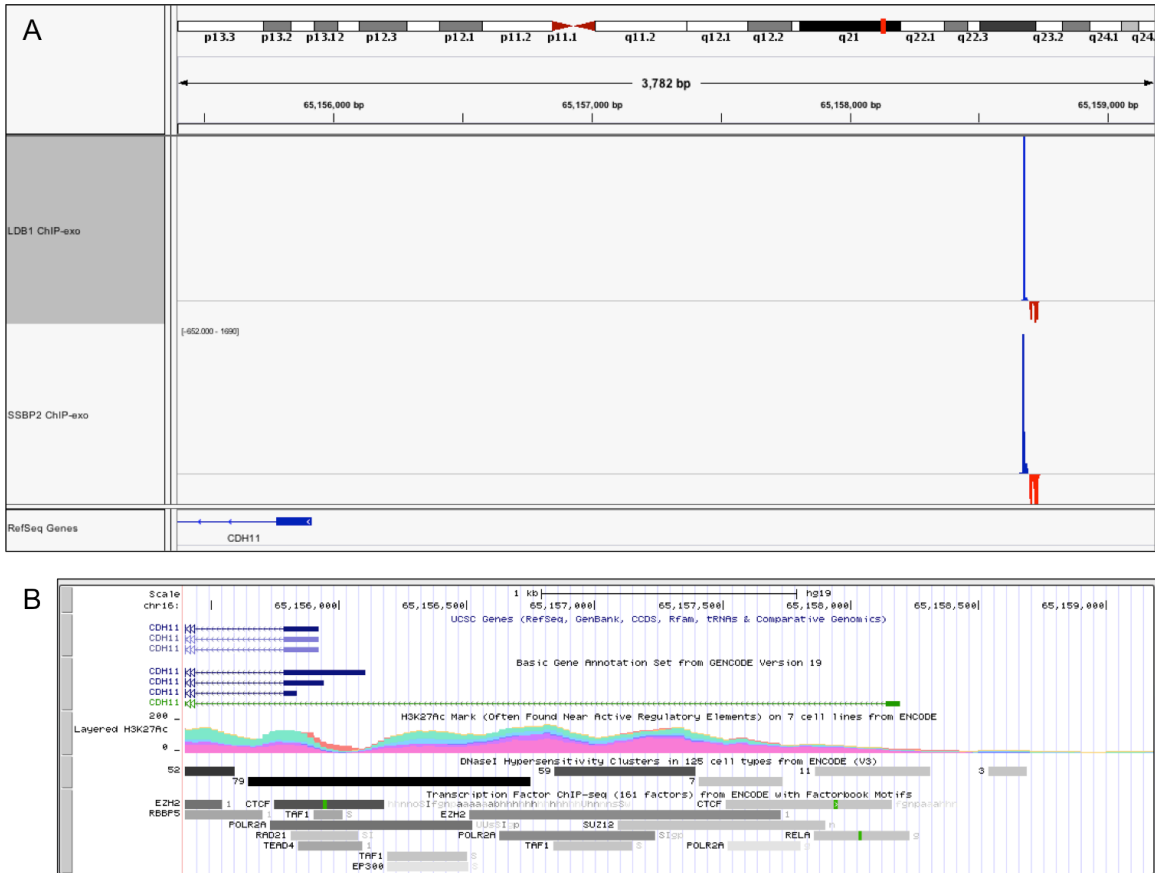 A
p13.3 p13.2 p13.12 p12.3 p12.1 p11.2 p11.1 q11.2 q12.1 q12.2 q21 q22.1 q22.3 q23.2 q24.1 q24.
3,782 bp
65,156,000 bp 65,157,000 bp 65,158,000 bp 65,159,000 bp
LDB1 ChIP-exo
[-652.000 - 1690]
SSBP2 ChIP-exo
RefSeq Genes
CDH11
B
Scale 1 kb hg19
chr16: 65,156,000 65,156,500 65,157,000 65,157,500 65,158,000 65,158,500 65,159,000
UCSC Genes (RefSeq, GenBank, CCDS, Rfam, tRNAs & Comparative Genomics)
CDH11
CDH11
CDH11
Basic Gene Annotation Set from GENCODE Version 19
CDH11
CDH11
CDH11
CDH11
200 _ H3K27Ac Mark (Often Found Near Active Regulatory Elements) on 7 cell lines from ENCODE
Layered H3K27Ac
0 _
DNaseI Hypersensitivity Clusters in 125 cell types from ENCODE (V3)
52 59 11 3
79 7
Transcription Factor ChIP-seq (161 factors) from ENCODE with Factorbook Motifs
EZH2 1 CTCF CTCF
RBBP5 1 TAF1 S EZH2 1
POLR2A SUZ12 n
RAD21 SI POLR2A SIgp RELA g
TEAD4 1 TAF1 S POLR2A
TAF1 S
EP300 S